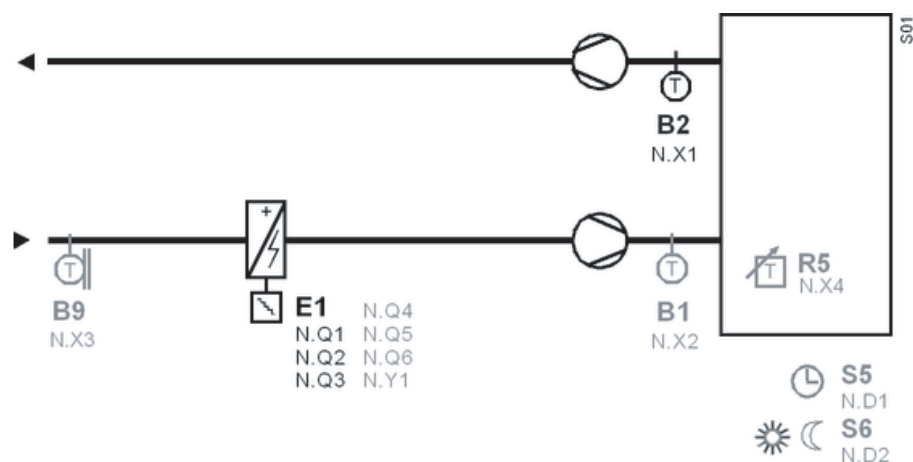 S01
T
B2
N.X1
+
T
B9
N.X3
E1 N.Q4
N.Q1 N.Q5
N.Q2 N.Q6
N.Q3 N.Y1
T
B1
N.X2
T R5
N.X4
S5
N.D1
S6
N.D2